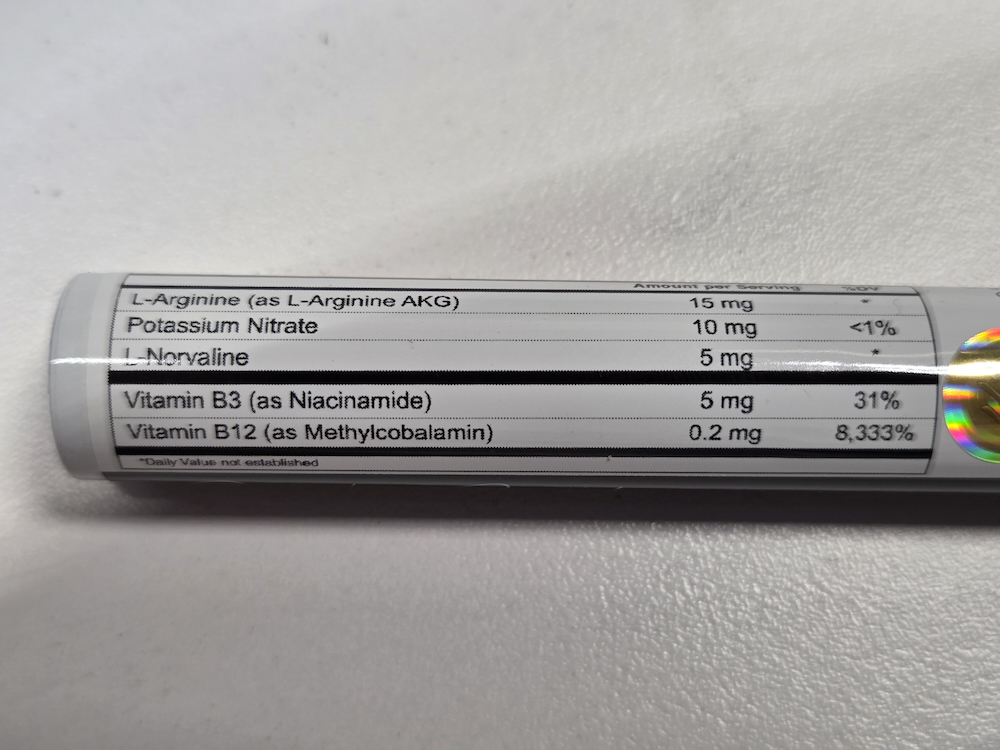 Amount per Serving %DV
L-Arginine (as L-Arginine AKG) 15 mg *
Potassium Nitrate 10 mg <1%
L-Norvaline 5 mg *
Vitamin B3 (as Niacinamide) 5 mg 31%
Vitamin B12 (as Methylcobalamin) 0.2 mg 8,333%
*Daily Value not established